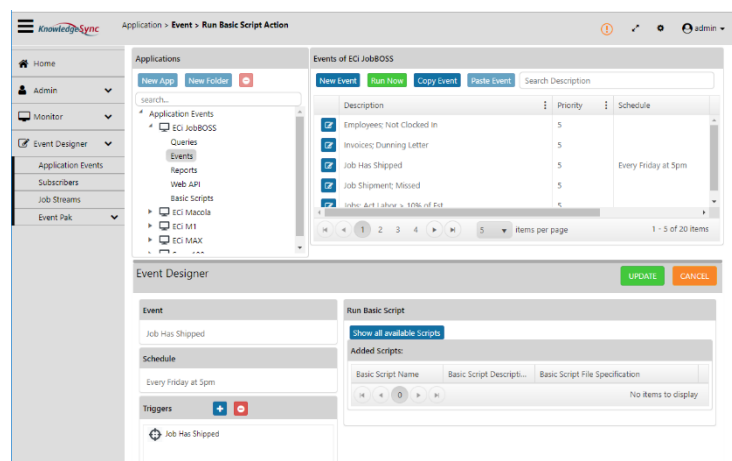 KnowledgeSync
Application > Event > Run Basic Script Action
admin
Home
Admin
Monitor
Event Designer
Application Events
Subscribers
Job Streams
Event Pak
Applications
New App
New Folder
search...
Application Events
ECi JobBOSS
Queries
Events
Reports
Web API
Basic Scripts
ECi Macola
ECi M1
ECi MAX
Events of ECi JobBOSS
New Event
Run Now
Copy Event
Paste Event
Search Description
Description
Priority
Schedule
Employees; Not Clocked In
5
Invoices; Dunning Letter
5
Job Has Shipped
5
Every Friday at 5pm
Job Shipment; Missed
5
Jobs: Act Labor > 10% of Est
5
1 2 3 4
5
items per page
1 - 5 of 20 items
Event Designer
UPDATE
CANCEL
Event
Job Has Shipped
Schedule
Every Friday at 5pm
Triggers
Job Has Shipped
Run Basic Script
Show all available Scripts
Added Scripts:
Basic Script Name
Basic Script Descripti...
Basic Script File Specification
0
No items to display